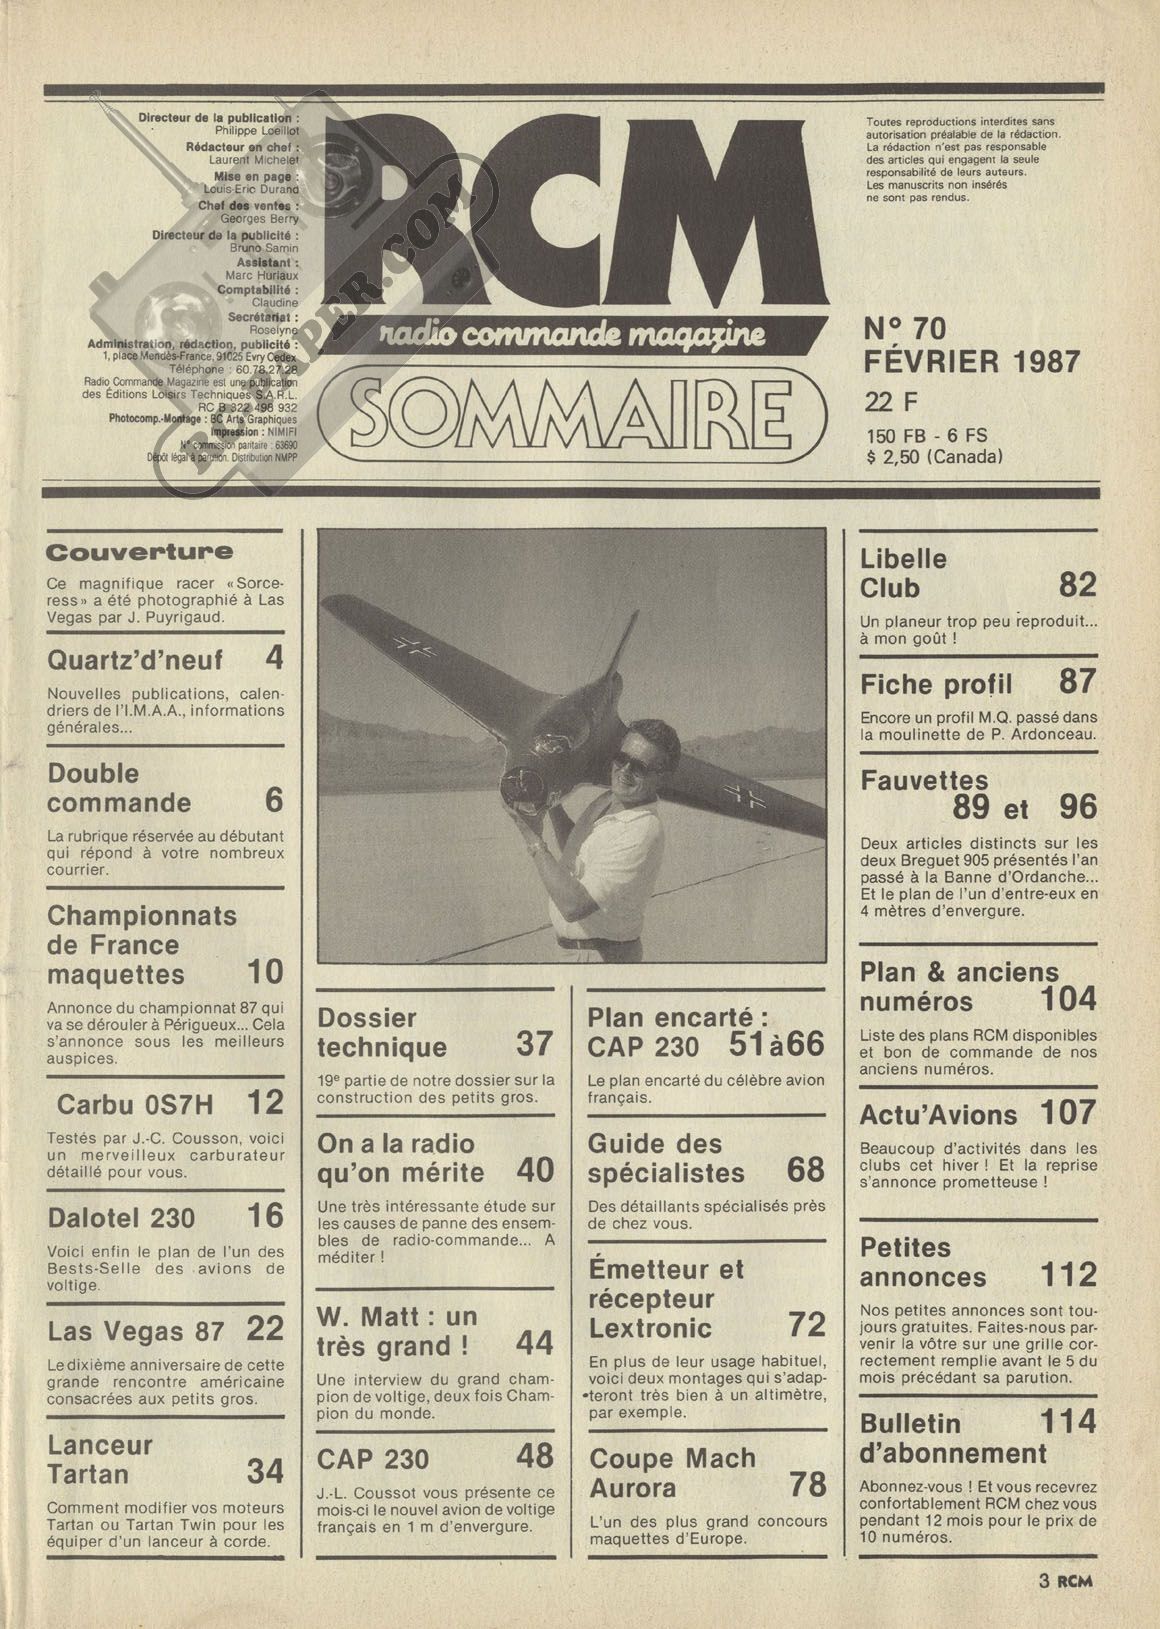 Directeur de la publication :
Philippe Loeillot
Rédacteur en chef :
Laurent Michelet
Mise en page :
Louis-Eric Durand
Chef des ventes :
Georges Berry
Directeur de la publicité :
Bruno Samin
Assistant :
Marc Huriaux
Comptabilité :
Claudine
Secrétariat :
Roselyne
Administration, rédaction, publicité :
1, place Mendès-France, 91025 Evry Cedex
Téléphone : 60.78.27.28
Radio Commande Magazine est une publication
des Éditions Loisirs Techniques S.A.R.L.
RC B 322 498 932
Photocomp.-Montage : BC Arts Graphiques
Impression : NIMIFI
N° commission paritaire : 63690
Dépôt légal à parution. Distribution NMPP
RCM
radio commande magazine
SOMMAIRE
Toutes reproductions interdites sans
autorisation préalable de la rédaction.
La rédaction n'est pas responsable
des articles qui engagent la seule
responsabilité de leurs auteurs.
Les manuscrits non insérés
ne sont pas rendus.
N° 70
FÉVRIER 1987
22 F
150 FB - 6 FS
$ 2,50 (Canada)
Couverture
Ce magnifique racer «Sorce-
ress» a été photographié à Las
Vegas par J. Puyrigaud.
Quartz'd'neuf 4
Nouvelles publications, calen-
driers de l'I.M.A.A., informations
générales...
Double
commande 6
La rubrique réservée au débutant
qui répond à votre nombreux
courrier.
Championnats
de France
maquettes 10
Annonce du championnat 87 qui
va se dérouler à Périgueux... Cela
s'annonce sous les meilleurs
auspices.
Carbu 0S7H 12
Testés par J.-C. Cousson, voici
un merveilleux carburateur
détaillé pour vous.
Dalotel 230 16
Voici enfin le plan de l'un des
Bests-Selle des avions de
voltige.
Las Vegas 87 22
Le dixième anniversaire de cette
grande rencontre américaine
consacrées aux petits gros.
Lanceur
Tartan 34
Comment modifier vos moteurs
Tartan ou Tartan Twin pour les
équiper d'un lanceur à corde.
Dossier
technique 37
19e partie de notre dossier sur la
construction des petits gros.
On a la radio
qu'on mérite 40
Une très intéressante étude sur
les causes de panne des ensem-
bles de radio-commande... A
méditer !
W. Matt : un
très grand ! 44
Une interview du grand cham-
pion de voltige, deux fois Cham-
pion du monde.
CAP 230 48
J.-L. Coussot vous présente ce
mois-ci le nouvel avion de voltige
français en 1 m d'envergure.
Plan encarté :
CAP 230 51 à 66
Le plan encarté du célèbre avion
français.
Guide des
spécialistes 68
Des détaillants spécialisés près
de chez vous.
Émetteur et
récepteur
Lextronic 72
En plus de leur usage habituel,
voici deux montages qui s'adap-
teront très bien à un altimètre,
par exemple.
Coupe Mach
Aurora 78
L'un des plus grand concours
maquettes d'Europe.
Libelle
Club 82
Un planeur trop peu reproduit...
à mon goût !
Fiche profil 87
Encore un profil M.Q. passé dans
la moulinette de P. Ardonceau.
Fauvettes
89 et 96
Deux articles distincts sur les
deux Breguet 905 présentés l'an
passé à la Banne d'Ordanche...
Et le plan de l'un d'entre-eux en
4 mètres d'envergure.
Plan & anciens
numéros 104
Liste des plans RCM disponibles
et bon de commande de nos
anciens numéros.
Actu'Avions 107
Beaucoup d'activités dans les
clubs cet hiver ! Et la reprise
s'annonce prometteuse !
Petites
annonces 112
Nos petites annonces sont tou-
jours gratuites. Faites-nous par-
venir la vôtre sur une grille cor-
rectement remplie avant le 5 du
mois précédant sa parution.
Bulletin 114
d'abonnement
Abonnez-vous ! Et vous recevrez
confortablement RCM chez vous
pendant 12 mois pour le prix de
10 numéros.
3 RCM